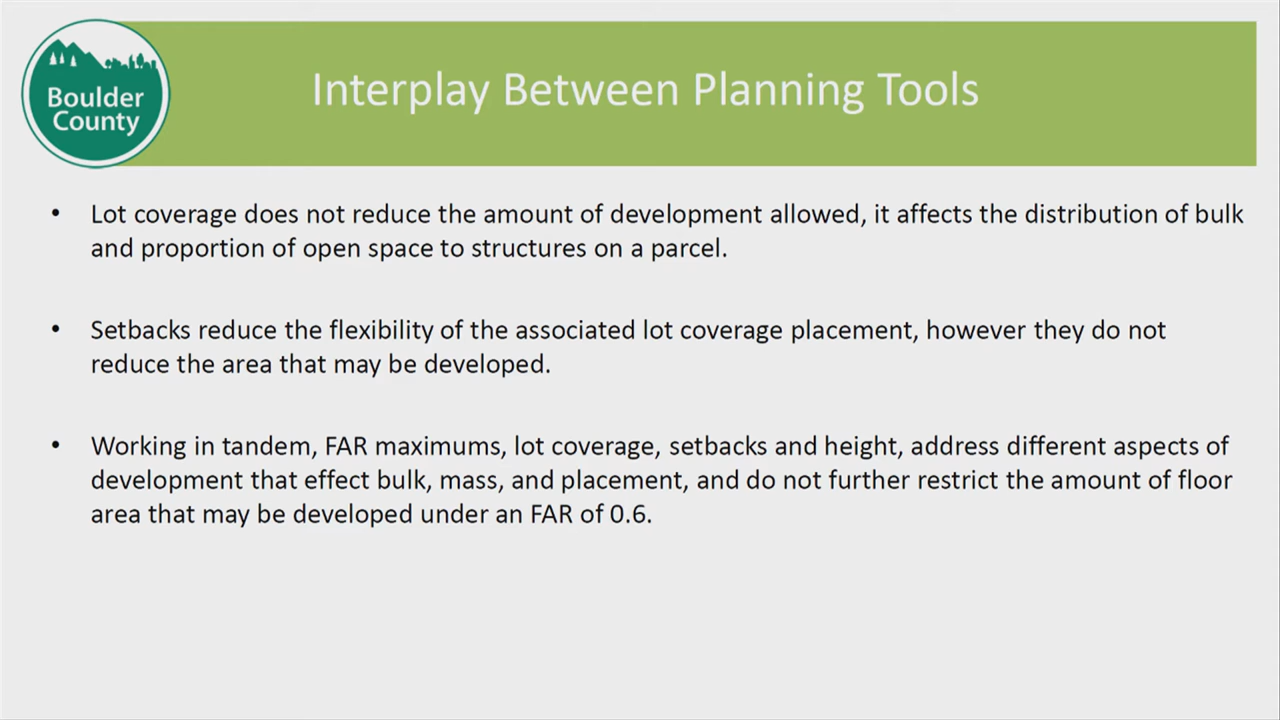 Boulder
County
Interplay Between Planning Tools
• Lot coverage does not reduce the amount of development allowed, it affects the distribution of bulk
and proportion of open space to structures on a parcel.
• Setbacks reduce the flexibility of the associated lot coverage placement, however they do not
reduce the area that may be developed.
• Working in tandem, FAR maximums, lot coverage, setbacks and height, address different aspects of
development that effect bulk, mass, and placement, and do not further restrict the amount of floor
area that may be developed under an FAR of 0.6.